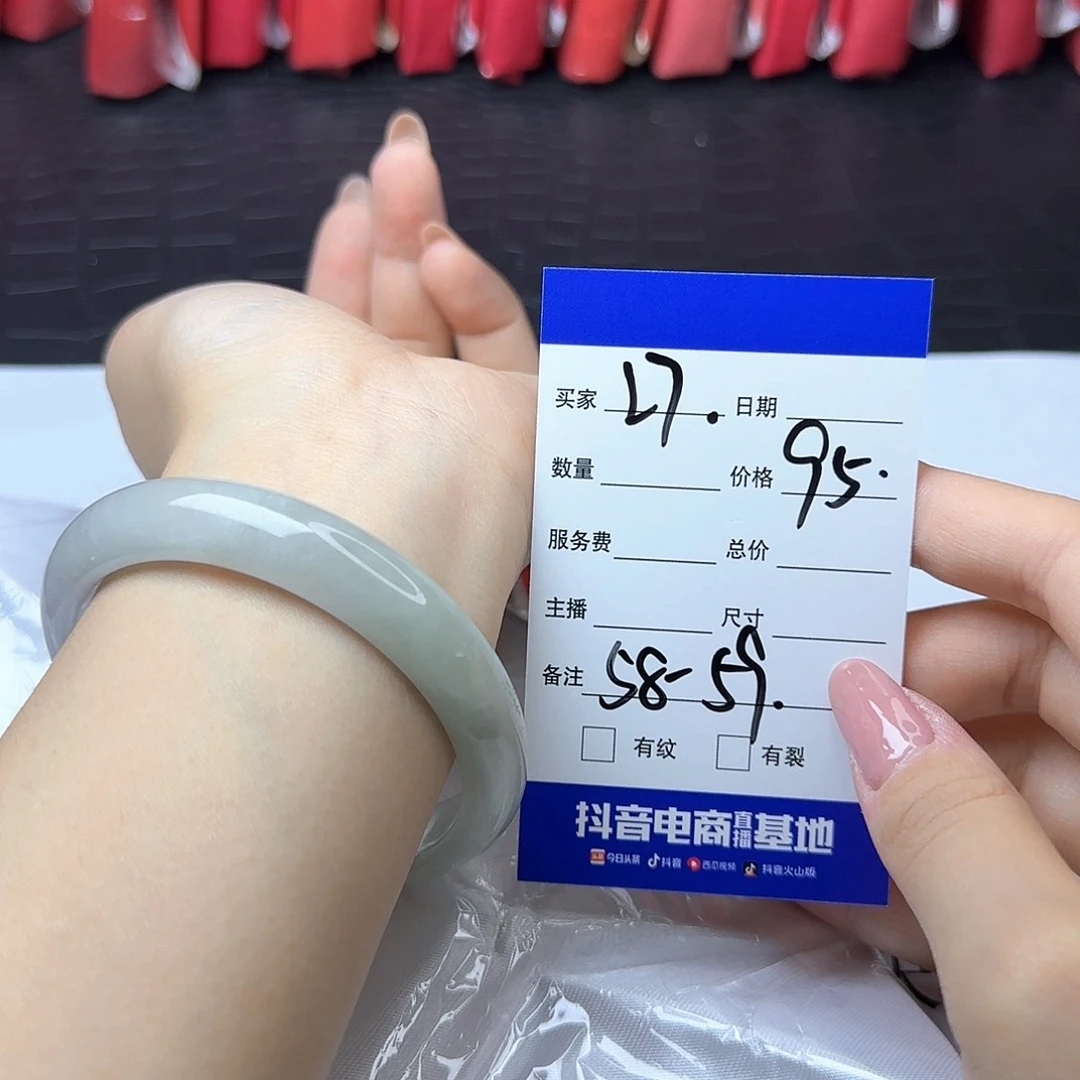 买家 27. 日期
数量 价格 95.
服务费 总价
主播 尺寸
备注 58-59.
有纹 有裂
抖音电商直播基地
今日头条 抖音 西瓜视频 抖音火山版